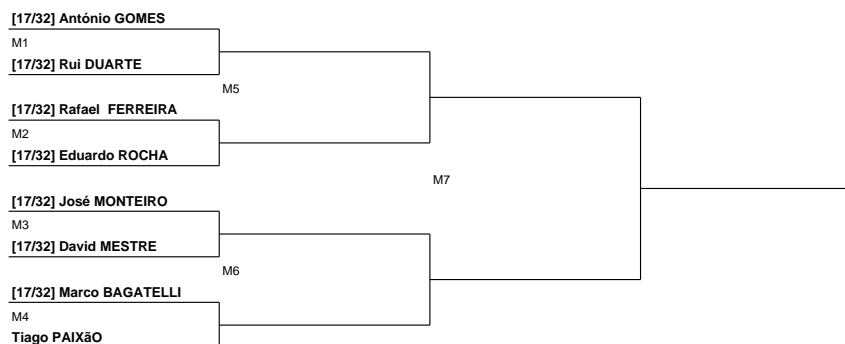 [17/32] António GOMES
M1
[17/32] Rui DUARTE
M5
[17/32] Rafael  FERREIRA
M2
[17/32] Eduardo ROCHA
M7
[17/32] José MONTEIRO
M3
[17/32] David MESTRE
M6
[17/32] Marco BAGATELLI
M4
Tiago PAIXãO